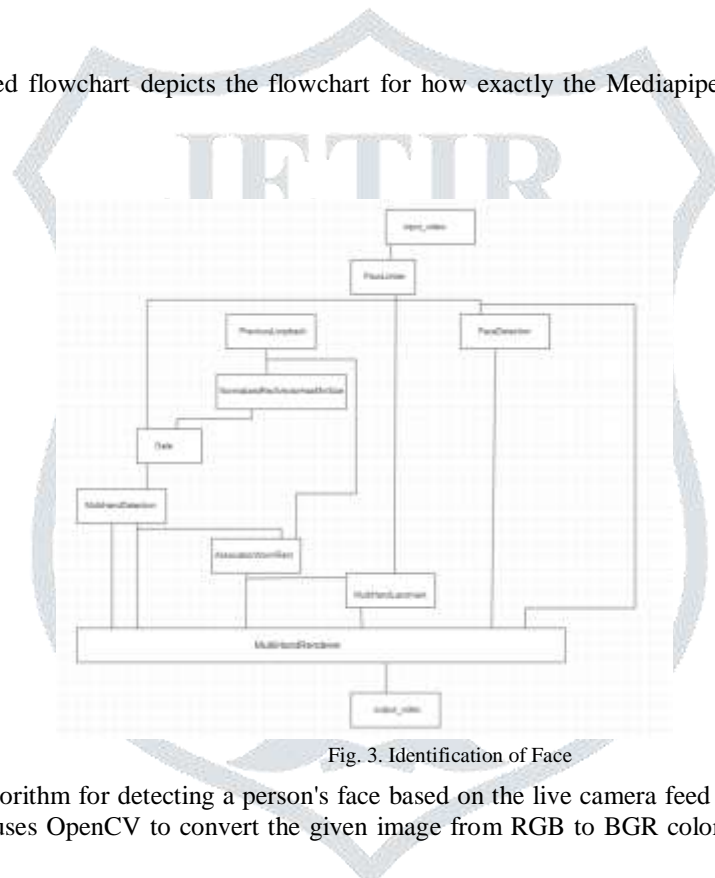 ed flowchart depicts the flowchart for how exactly the Mediapipe
JETIR
input_video
FlowLimiter
PreviousLoopback
FaceDetection
Gate
MultiHandDetection
AssociationNormRect
MultiHandLandmark
MultiHandRenderer
output_video
Fig. 3. Identification of Face
orithm for detecting a person's face based on the live camera feed
uses OpenCV to convert the given image from RGB to BGR color